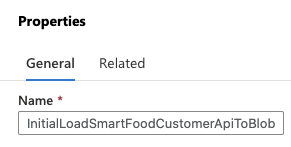 Properties
General Related
Name *
InitialLoadSmartFoodCustomerApiToBlob